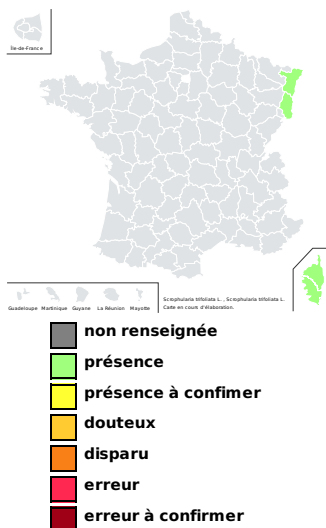 Île-de-France
Guadeloupe Martinique Guyane La Réunion Mayotte
Scrophularia trifoliata L. , Scrophularia trifoliata L.
Carte en cours d'élaboration.
non renseignée
présence
présence à confimer
douteux
disparu
erreur
erreur à confirmer